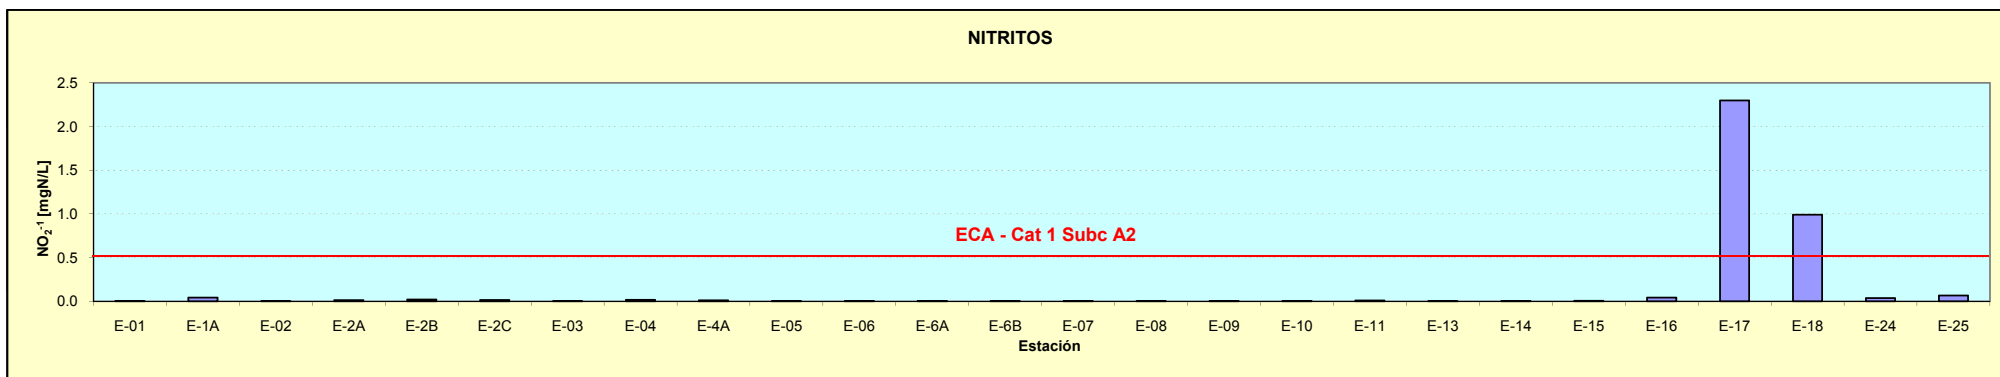 NITRITOS
NO₂⁻¹ [mgN/L]
2.5
2.0
1.5
1.0
0.5
0.0
ECA - Cat 1 Subc A2
E-01 E-1A E-02 E-2A E-2B E-2C E-03 E-04 E-4A E-05 E-06 E-6A E-6B E-07 E-08 E-09 E-10 E-11 E-13 E-14 E-15 E-16 E-17 E-18 E-24 E-25
Estación